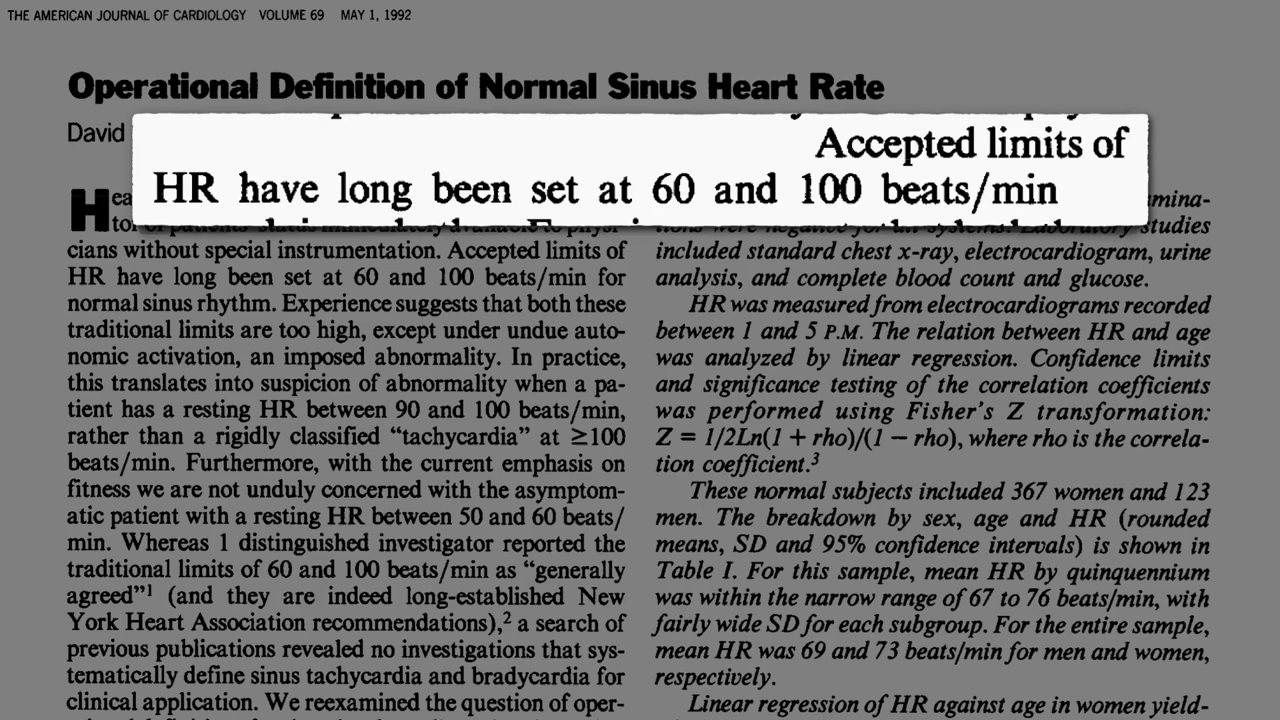 THE AMERICAN JOURNAL OF CARDIOLOGY VOLUME 69 MAY 1, 1992
Operational Definition of Normal Sinus Heart Rate
David
Accepted limits of
HR have long been set at 60 and 100 beats/min
cians without special instrumentation. Accepted limits of
HR have long been set at 60 and 100 beats/min for
normal sinus rhythm. Experience suggests that both these
traditional limits are too high, except under undue auto-
nomic activation, an imposed abnormality. In practice,
this translates into suspicion of abnormality when a pa-
tient has a resting HR between 90 and 100 beats/min,
rather than a rigidly classified “tachycardia” at ≥100
beats/min. Furthermore, with the current emphasis on
fitness we are not unduly concerned with the asymptom-
atic patient with a resting HR between 50 and 60 beats/
min. Whereas 1 distinguished investigator reported the
traditional limits of 60 and 100 beats/min as “generally
agreed”1 (and they are indeed long-established New
York Heart Association recommendations),2 a search of
previous publications revealed no investigations that sys-
tematically define sinus tachycardia and bradycardia for
clinical application. We reexamined the question of oper-
studies
included standard chest x-ray, electrocardiogram, urine
analysis, and complete blood count and glucose.
HR was measured from electrocardiograms recorded
between 1 and 5 P.M. The relation between HR and age
was analyzed by linear regression. Confidence limits
and significance testing of the correlation coefficients
was performed using Fisher's Z transformation:
Z = 1/2Ln(1 + rho)/(1 − rho), where rho is the correla-
tion coefficient.3
These normal subjects included 367 women and 123
men. The breakdown by sex, age and HR (rounded
means, SD and 95% confidence intervals) is shown in
Table I. For this sample, mean HR by quinquennium
was within the narrow range of 67 to 76 beats/min, with
fairly wide SD for each subgroup. For the entire sample,
mean HR was 69 and 73 beats/min for men and women,
respectively.
Linear regression of HR against age in women yield-